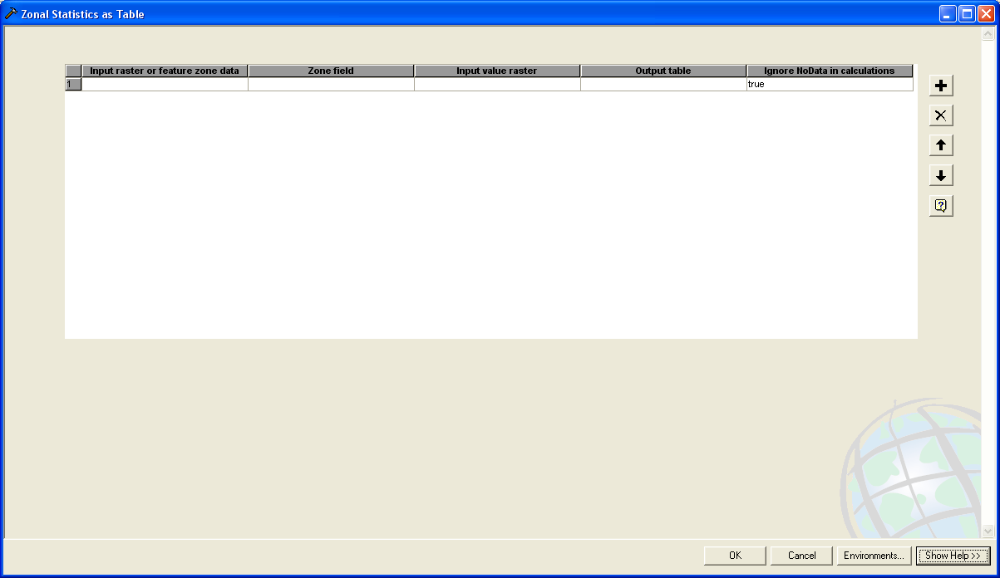 Zonal Statistics as Table
Input raster or feature zone data Zone field Input value raster Output table Ignore NoData in calculations
1 true
OK Cancel Environments... Show Help >>